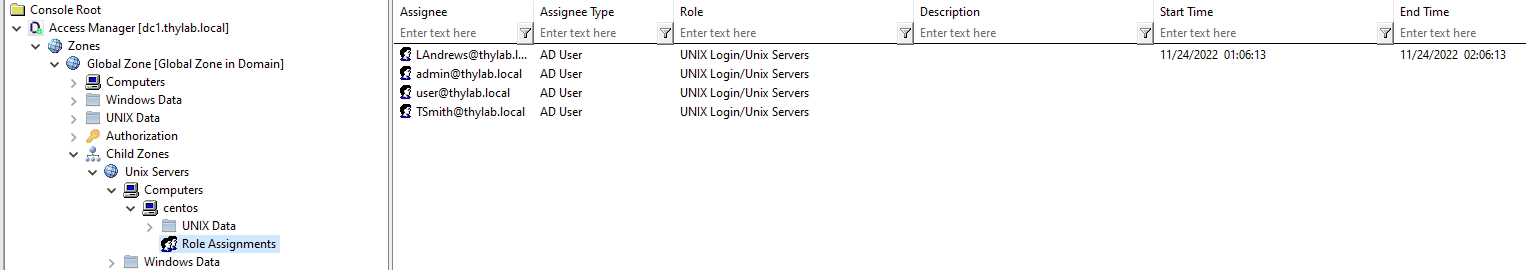 Console Root
Access Manager [dc1.thylab.local]
Zones
Global Zone [Global Zone in Domain]
Computers
Windows Data
UNIX Data
Authorization
Child Zones
Unix Servers
Computers
centos
UNIX Data
Role Assignments
Windows Data
Assignee Assignee Type Role Description Start Time End Time
Enter text here Enter text here Enter text here Enter text here Enter text here Enter text here
LAndrews@thylab.l... AD User UNIX Login/Unix Servers 11/24/2022 01:06:13 11/24/2022 02:06:13
admin@thylab.local AD User UNIX Login/Unix Servers
user@thylab.local AD User UNIX Login/Unix Servers
TSmith@thylab.local AD User UNIX Login/Unix Servers